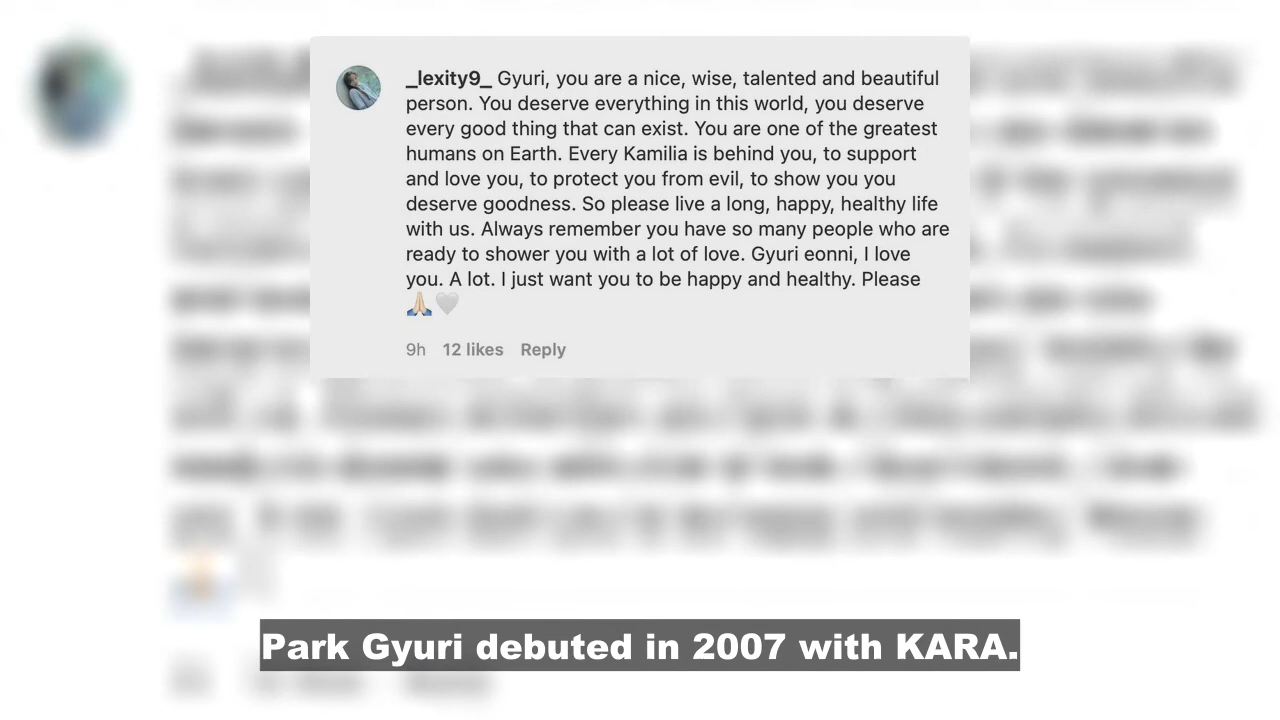 _lexity9_ Gyuri, you are a nice, wise, talented and beautiful
person. You deserve everything in this world, you deserve
every good thing that can exist. You are one of the greatest
humans on Earth. Every Kamilia is behind you, to support
and love you, to protect you from evil, to show you you
deserve goodness. So please live a long, happy, healthy life
with us. Always remember you have so many people who are
ready to shower you with a lot of love. Gyuri eonni, I love
you. A lot. I just want you to be happy and healthy. Please
🙏🏻🤍
9h 12 likes Reply
Park Gyuri debuted in 2007 with KARA.